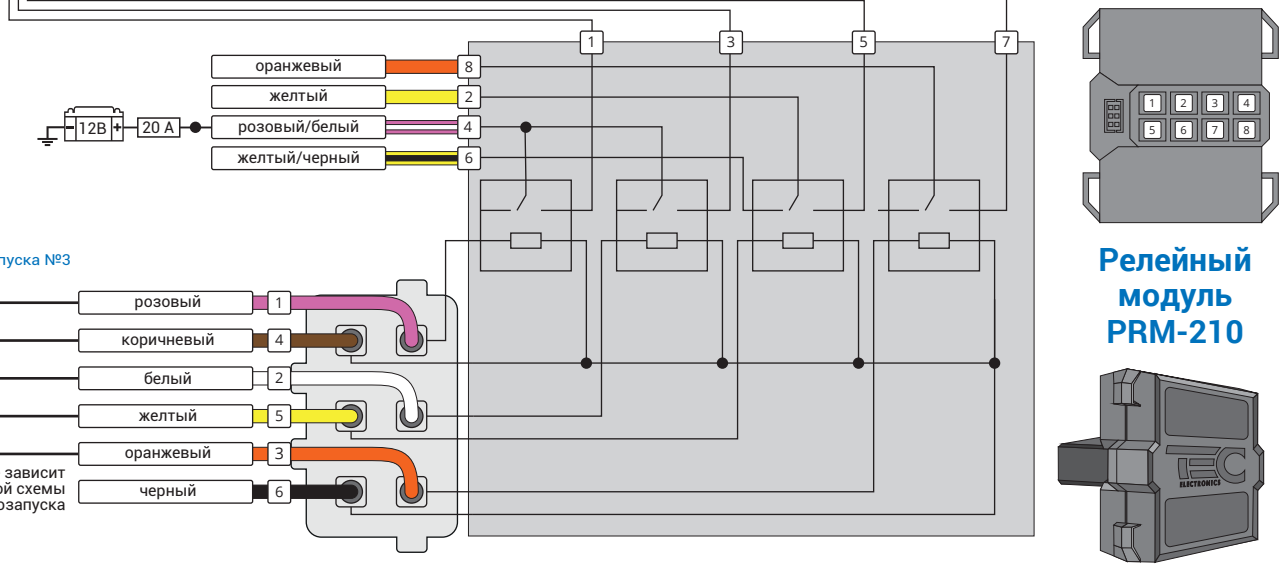 1
3
5
7
оранжевый
8
желтый
2
12В
20 А
розовый/белый
4
желтый/черный
6
1 2 3 4
5 6 7 8
пуска №3
Релейный
модуль
PRM-210
розовый
1
коричневый
4
белый
2
желтый
5
оранжевый
3
зависит
ой схемы
озапуска
черный
6
ELECTRONICS